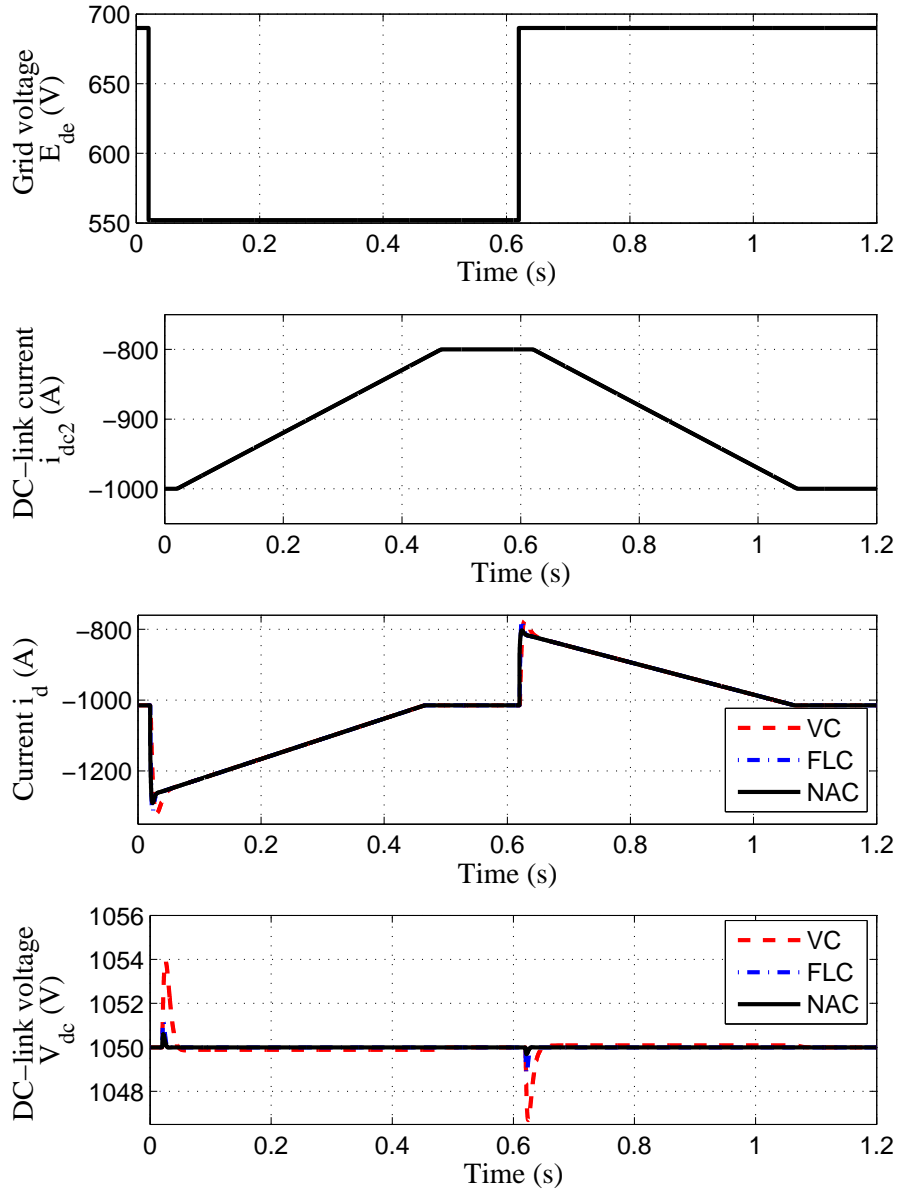 700
650
600
550
Grid voltage
E_de (V)
0 0.2 0.4 0.6 0.8 1 1.2
Time (s)
−800
−900
−1000
DC−link current
i_dc2 (A)
0 0.2 0.4 0.6 0.8 1 1.2
Time (s)
−800
−1000
−1200
Current i_d (A)
VC
FLC
NAC
0 0.2 0.4 0.6 0.8 1 1.2
Time (s)
1056
1054
1052
1050
1048
DC−link voltage
V_dc (V)
VC
FLC
NAC
0 0.2 0.4 0.6 0.8 1 1.2
Time (s)